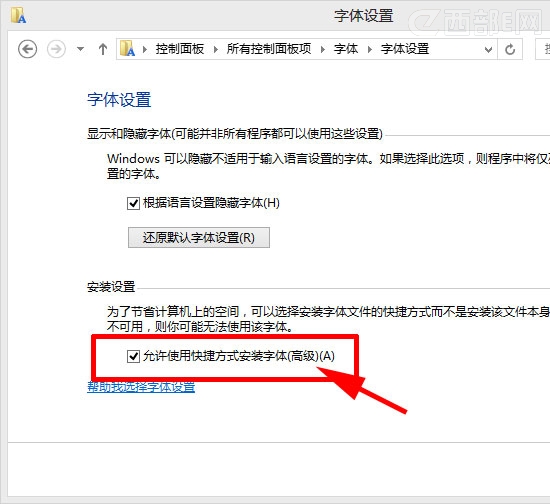 字体设置
西部E网
控制面板 所有控制面板项 字体 字体设置
字体设置
显示和隐藏字体(可能并非所有程序都可以使用这些设置)
Windows 可以隐藏不适用于输入语言设置的字体。如果选择此选项，则程序中将仅
置的字体。
根据语言设置隐藏字体(H)
还原默认字体设置(R)
安装设置
为了节省计算机上的空间，可以选择安装字体文件的快捷方式而不是安装该文件本身
不可用，则你可能无法使用该字体。
允许使用快捷方式安装字体(高级)(A)
帮助我选择字体设置